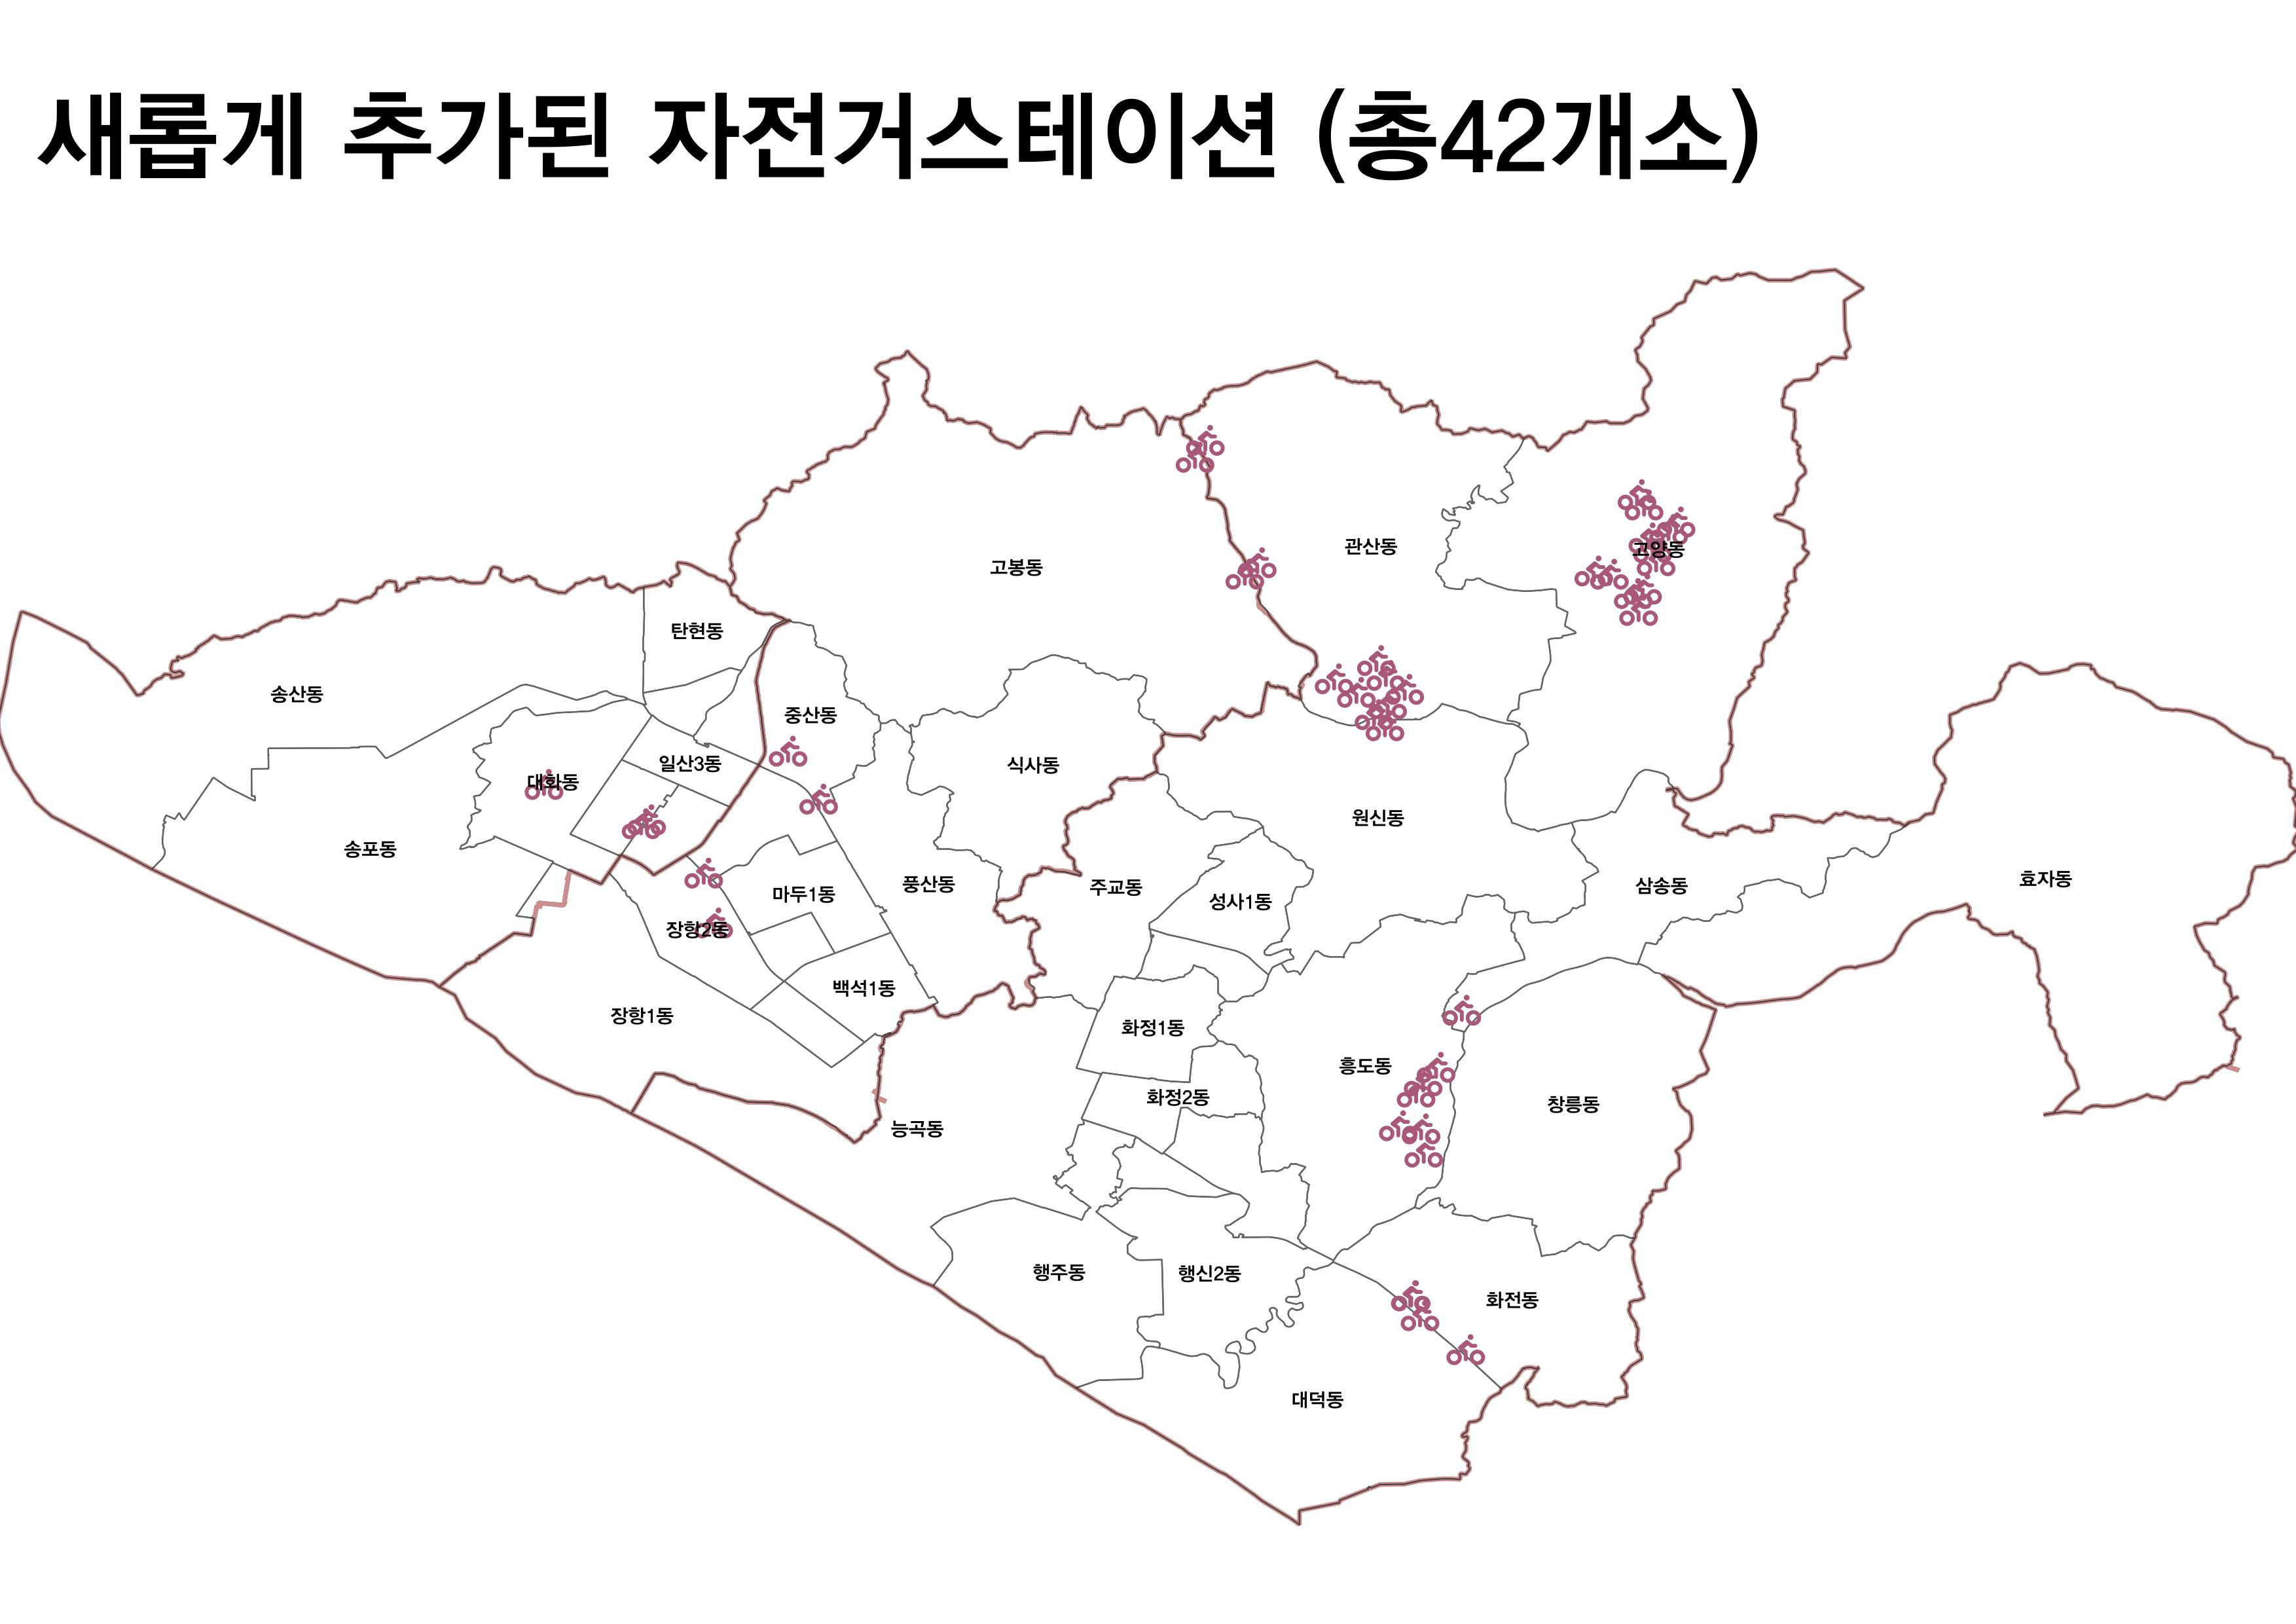 새롭게 추가된 자전거스테이션 (총42개소)
관산동
고양동
고봉동
탄현동
송산동
중산동
일산3동
식사동
대화동
원신동
송포동
풍산동
주교동
삼송동
효자동
마두1동
성사1동
장항2동
백석1동
장항1동
화정1동
흥도동
화정2동
창릉동
능곡동
행주동
행신2동
화전동
대덕동